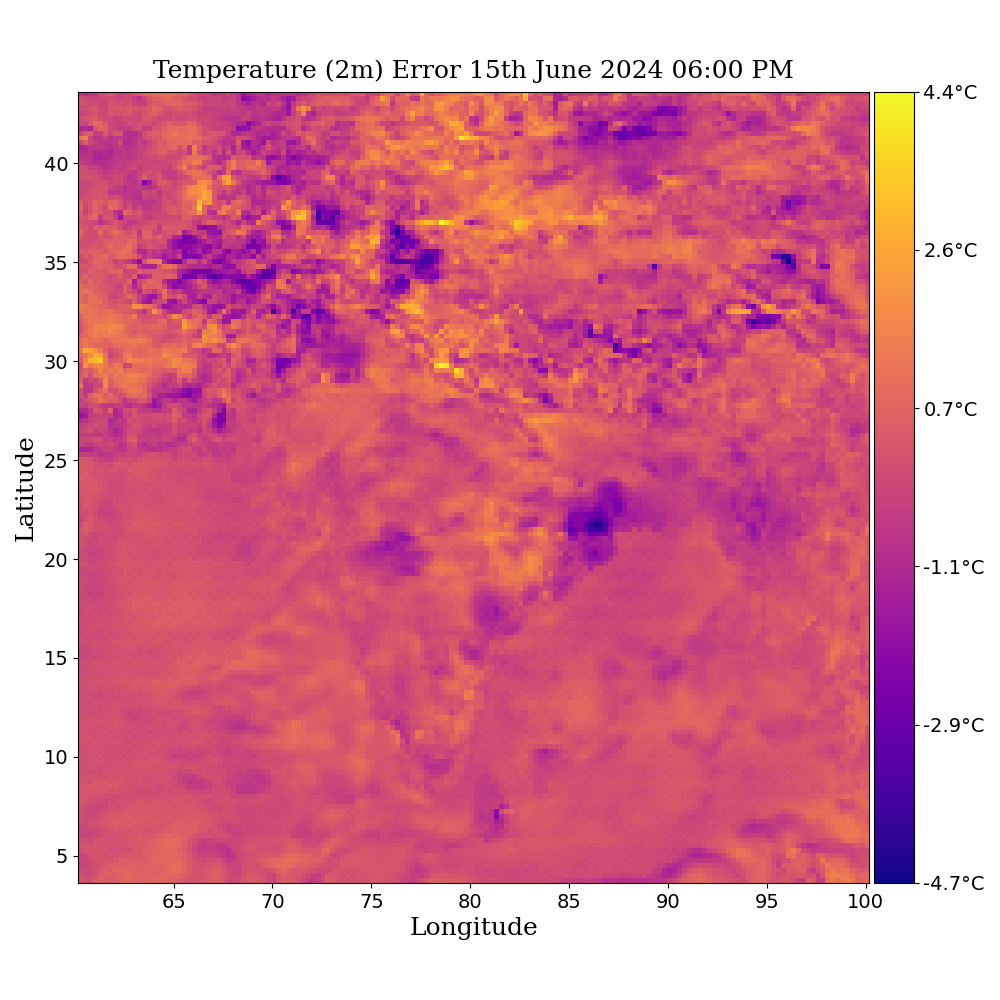 Temperature (2m) Error 15th June 2024 06:00 PM
Latitude
40
35
30
25
20
15
10
5
65 70 75 80 85 90 95 100
Longitude
4.4°C
2.6°C
0.7°C
-1.1°C
-2.9°C
-4.7°C